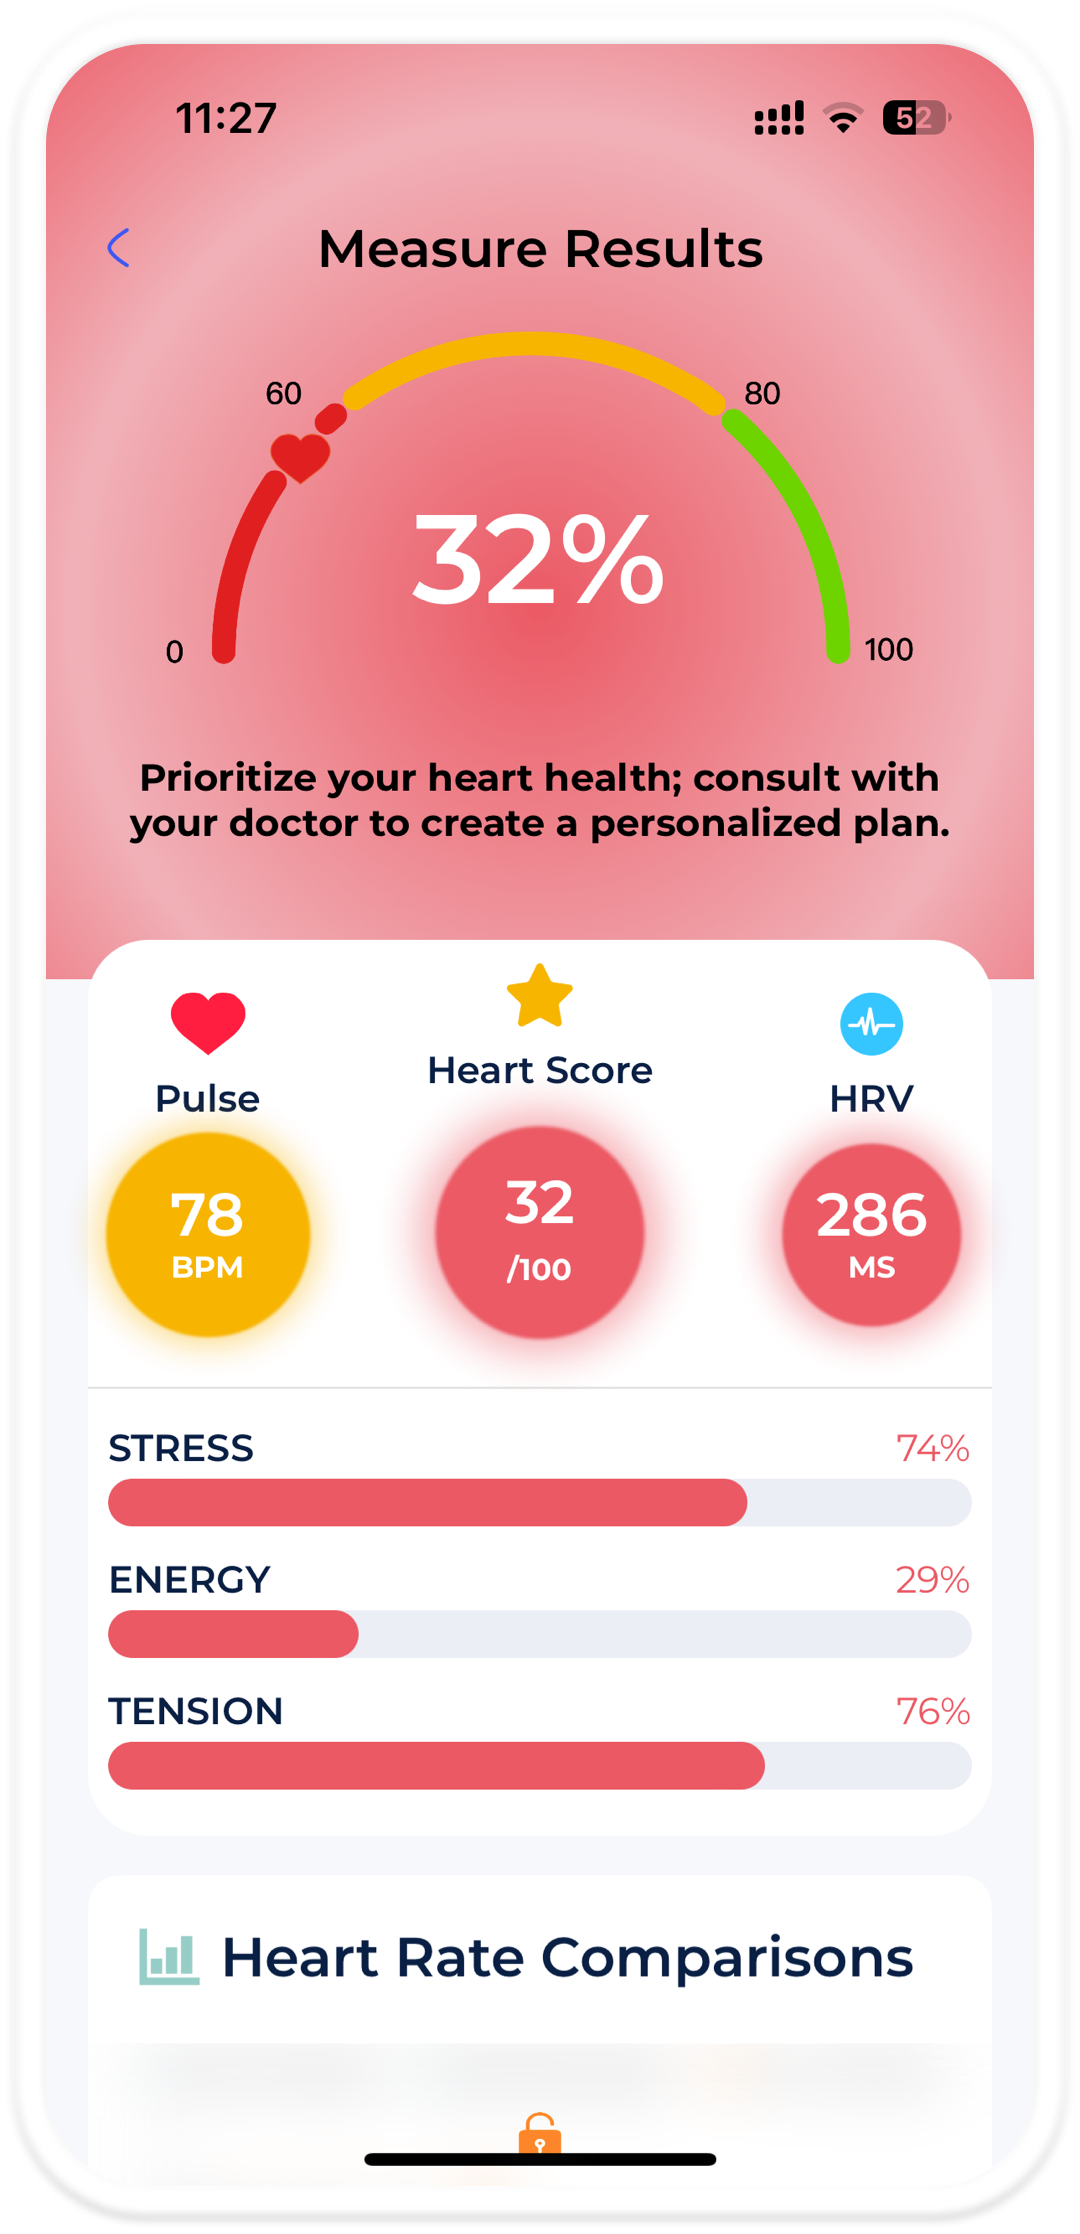 11:27
52
Measure Results
60
80
32%
0
100
Prioritize your heart health; consult with
your doctor to create a personalized plan.
Pulse
Heart Score
HRV
78
BPM
32
/100
286
MS
STRESS
74%
ENERGY
29%
TENSION
76%
Heart Rate Comparisons